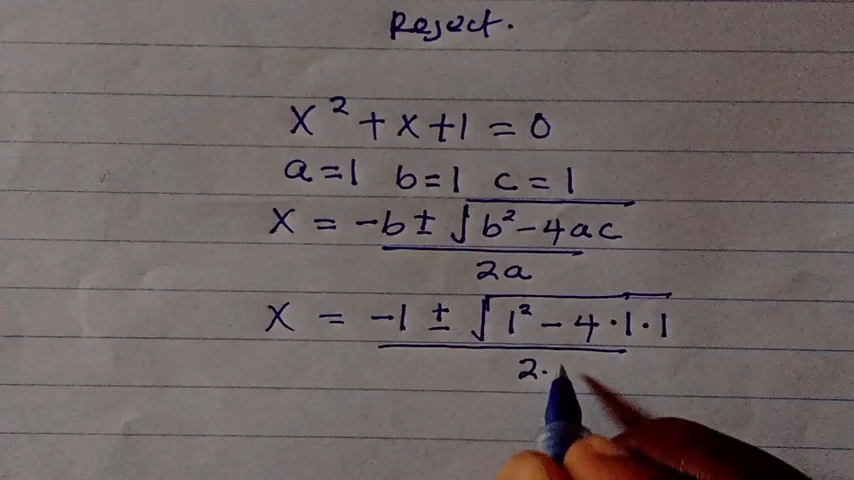 Reject.
x² + x + 1 = 0
a = 1 b = 1 c = 1
x = -b ± √b² - 4ac
2a
x = -1 ± √1² - 4 · 1 · 1
2 ·